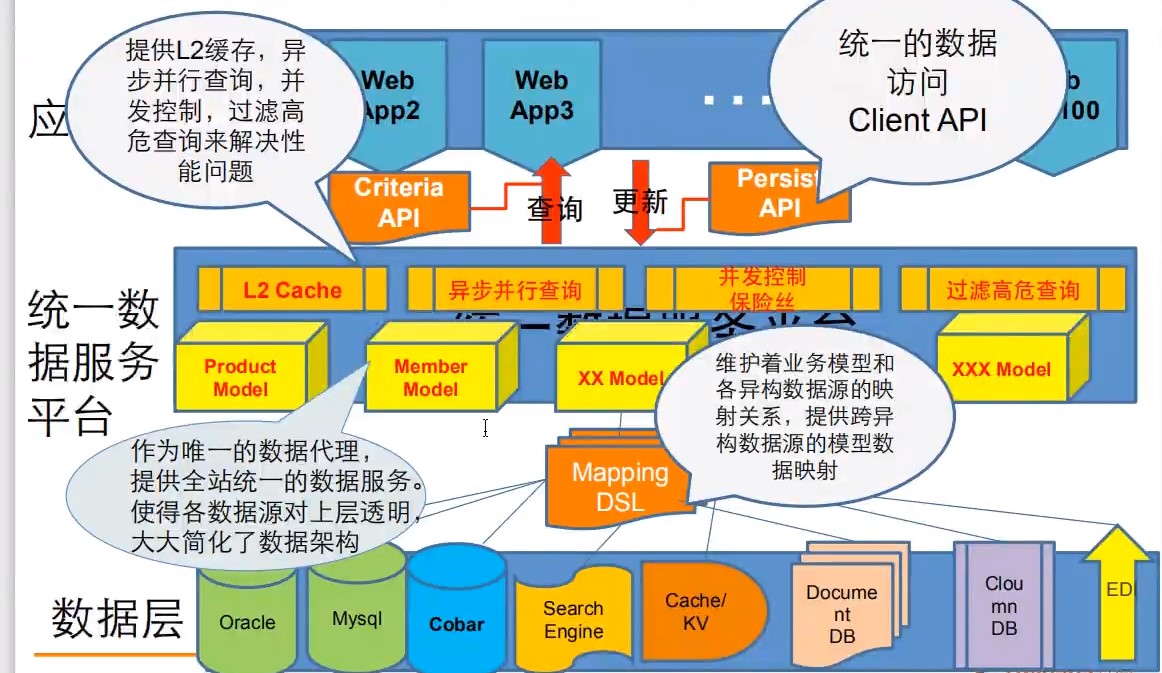 提供L2缓存，异
步并行查询，并
发控制，过滤高
危查询来解决性
能问题
统一的数据
访问
Client API
应
Web
App2
Web
App3
...
b
100
Criteria
API
查询
更新
Persist
API
统一数
据服务
平台
L2 Cache
异步并行查询
并发控制
保险丝
过滤高危查询
Product
Model
Member
Model
XX Model
XXX Model
维护着业务模型和
各异构数据源的映
射关系，提供跨异
构数据源的模型数
据映射
作为唯一的数据代理，
提供全站统一的数据服务。
使得各数据源对上层透明，
大大简化了数据架构
Mapping
DSL
数据层
Oracle
Mysql
Cobar
Search
Engine
Cache/
KV
Docume
nt
DB
Clou
mn
DB
EDI